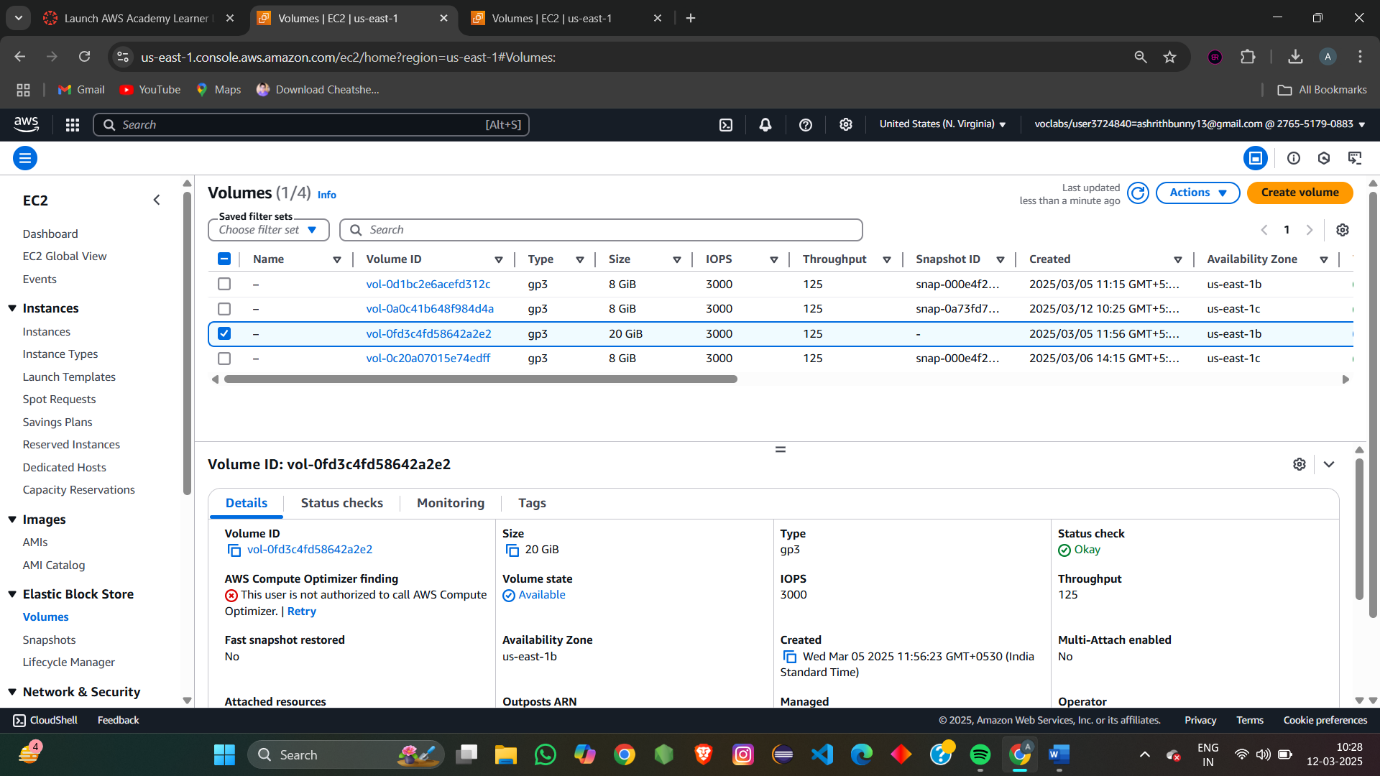 Launch AWS Academy Learner
Volumes | EC2 | us-east-1
Volumes | EC2 | us-east-1
us-east-1.console.aws.amazon.com/ec2/home?region=us-east-1#Volumes:
A
Gmail
YouTube
Maps
Download Cheatshe...
All Bookmarks
aws
Search
[Alt+S]
United States (N. Virginia)
voclabs/user3724840=ashrithbunny13@gmail.com @ 2765-5179-0883
EC2
Dashboard
EC2 Global View
Events
Instances
Instances
Instance Types
Launch Templates
Spot Requests
Savings Plans
Reserved Instances
Dedicated Hosts
Capacity Reservations
Images
AMIs
AMI Catalog
Elastic Block Store
Volumes
Snapshots
Lifecycle Manager
Network & Security
Volumes (1/4) Info
Last updated
less than a minute ago
Actions
Create volume
Saved filter sets
Choose filter set
Search
1
Name Volume ID Type Size IOPS Throughput Snapshot ID Created Availability Zone
– vol-0d1bc2e6acefd312c gp3 8 GiB 3000 125 snap-000e4f2... 2025/03/05 11:15 GMT+5:... us-east-1b
– vol-0a0c41b648f984d4a gp3 8 GiB 3000 125 snap-0a73fd7... 2025/03/12 10:25 GMT+5:... us-east-1c
– vol-0fd3c4fd58642a2e2 gp3 20 GiB 3000 125 - 2025/03/05 11:56 GMT+5:... us-east-1b
– vol-0c20a07015e74edff gp3 8 GiB 3000 125 snap-000e4f2... 2025/03/06 14:15 GMT+5:... us-east-1c
Volume ID: vol-0fd3c4fd58642a2e2
Details
Status checks
Monitoring
Tags
Volume ID
vol-0fd3c4fd58642a2e2
Size
20 GiB
Type
gp3
Status check
Okay
AWS Compute Optimizer finding
This user is not authorized to call AWS Compute
Optimizer. | Retry
Volume state
Available
IOPS
3000
Throughput
125
Fast snapshot restored
No
Availability Zone
us-east-1b
Created
Wed Mar 05 2025 11:56:23 GMT+0530 (India
Standard Time)
Multi-Attach enabled
No
Attached resources
Outposts ARN
Managed
Operator
CloudShell
Feedback
© 2025, Amazon Web Services, Inc. or its affiliates.
Privacy
Terms
Cookie preferences
4
Search
ENG
IN
10:28
12-03-2025